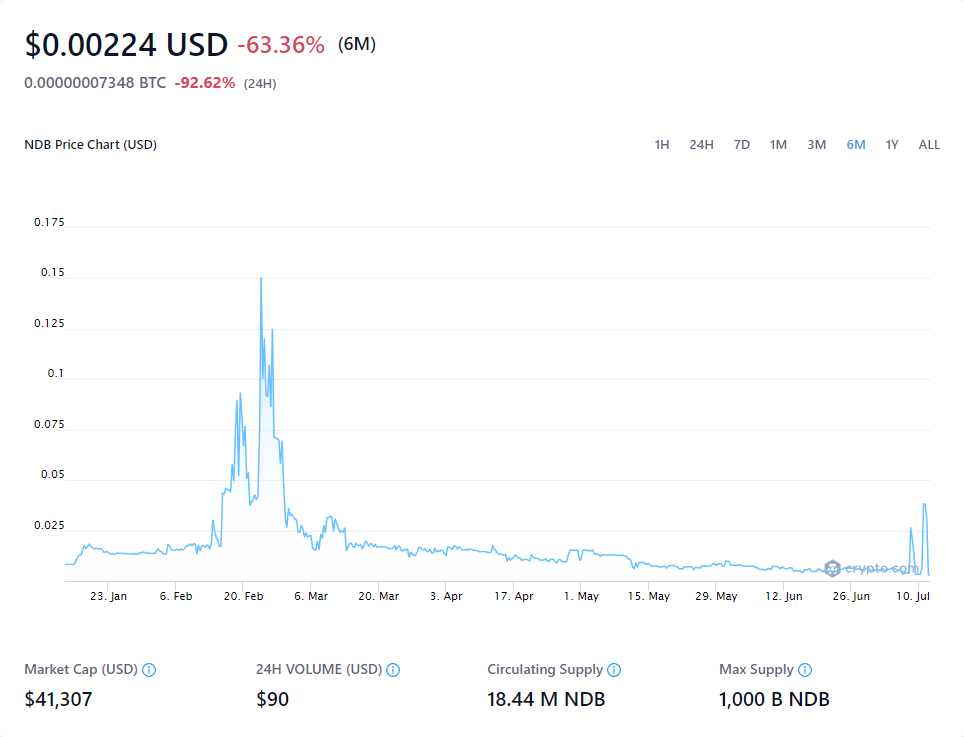 $0.00224 USD -63.36% (6M)
0.00000007348 BTC -92.62% (24H)
NDB Price Chart (USD) 1H 24H 7D 1M 3M 6M 1Y ALL
0.175
0.15
0.125
0.1
0.075
0.05
0.025
crypto.com
23. Jan 6. Feb 20. Feb 6. Mar 20. Mar 3. Apr 17. Apr 1. May 15. May 29. May 12. Jun 26. Jun 10. Jul
Market Cap (USD) 24H VOLUME (USD) Circulating Supply Max Supply
$41,307 $90 18.44 M NDB 1,000 B NDB